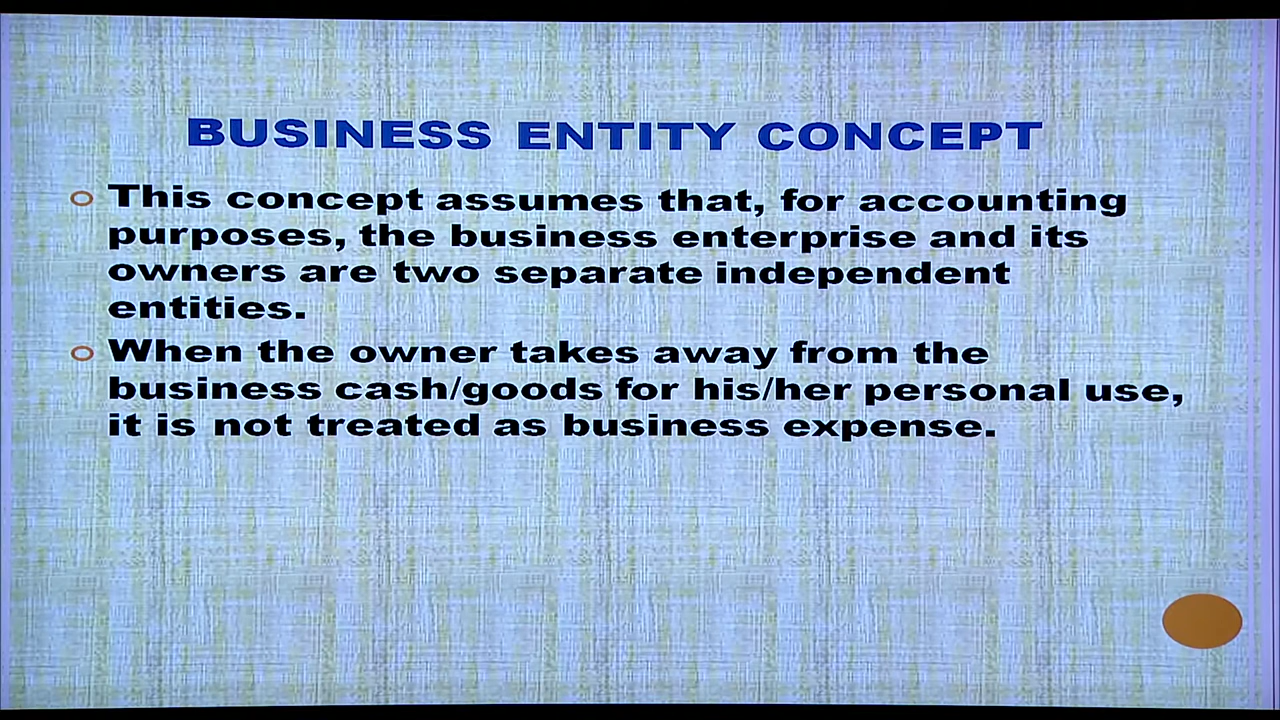 BUSINESS ENTITY CONCEPT
This concept assumes that, for accounting
purposes, the business enterprise and its
owners are two separate independent
entities.
When the owner takes away from the
business cash/goods for his/her personal use,
it is not treated as business expense.